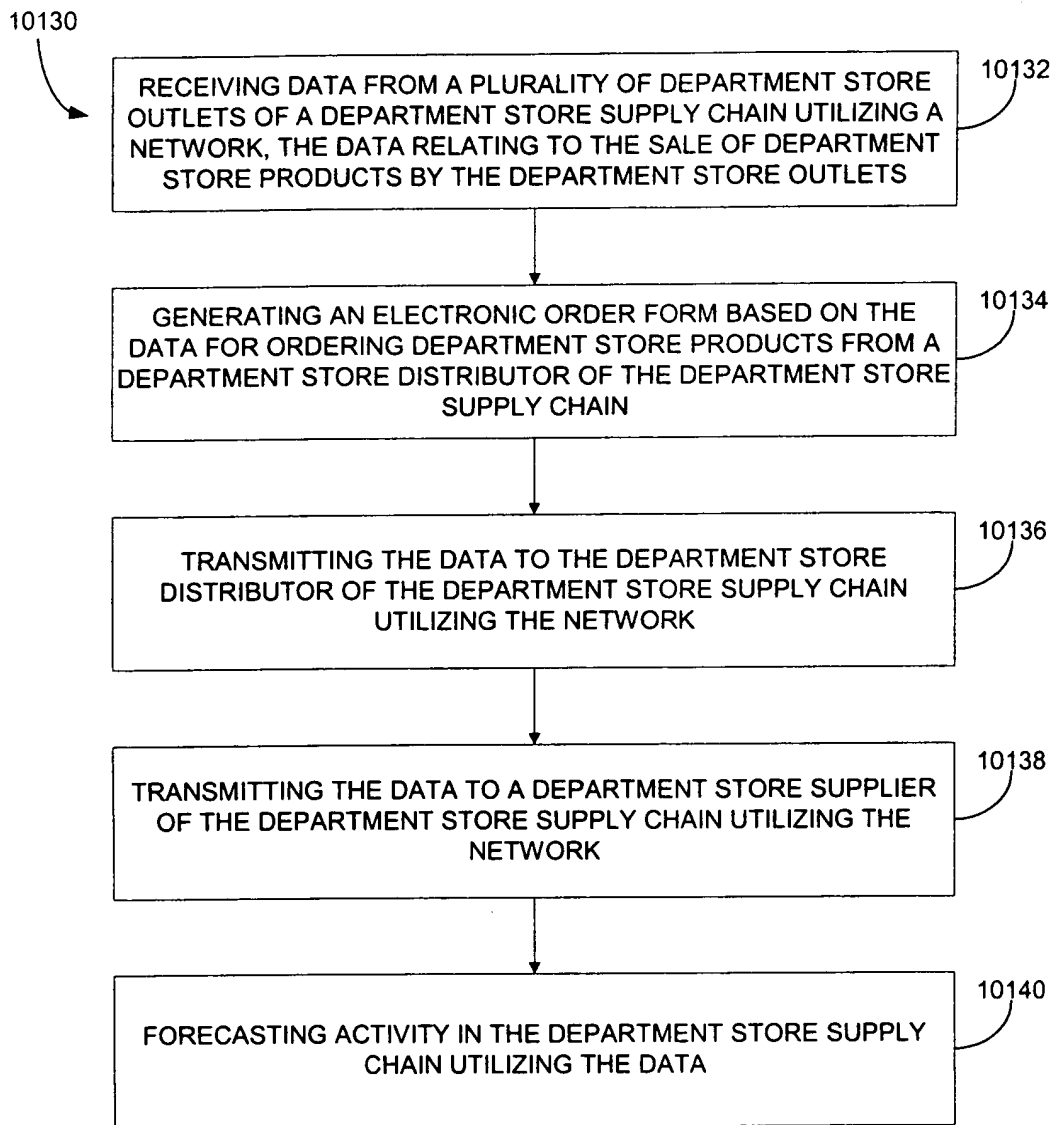 10130
10132
RECEIVING DATA FROM A PLURALITY OF DEPARTMENT STORE
OUTLETS OF A DEPARTMENT STORE SUPPLY CHAIN UTILIZING A
NETWORK, THE DATA RELATING TO THE SALE OF DEPARTMENT
STORE PRODUCTS BY THE DEPARTMENT STORE OUTLETS
10134
GENERATING AN ELECTRONIC ORDER FORM BASED ON THE
DATA FOR ORDERING DEPARTMENT STORE PRODUCTS FROM A
DEPARTMENT STORE DISTRIBUTOR OF THE DEPARTMENT STORE
SUPPLY CHAIN
10136
TRANSMITTING THE DATA TO THE DEPARTMENT STORE
DISTRIBUTOR OF THE DEPARTMENT STORE SUPPLY CHAIN
UTILIZING THE NETWORK
10138
TRANSMITTING THE DATA TO A DEPARTMENT STORE SUPPLIER
OF THE DEPARTMENT STORE SUPPLY CHAIN UTILIZING THE
NETWORK
10140
FORECASTING ACTIVITY IN THE DEPARTMENT STORE SUPPLY
CHAIN UTILIZING THE DATA